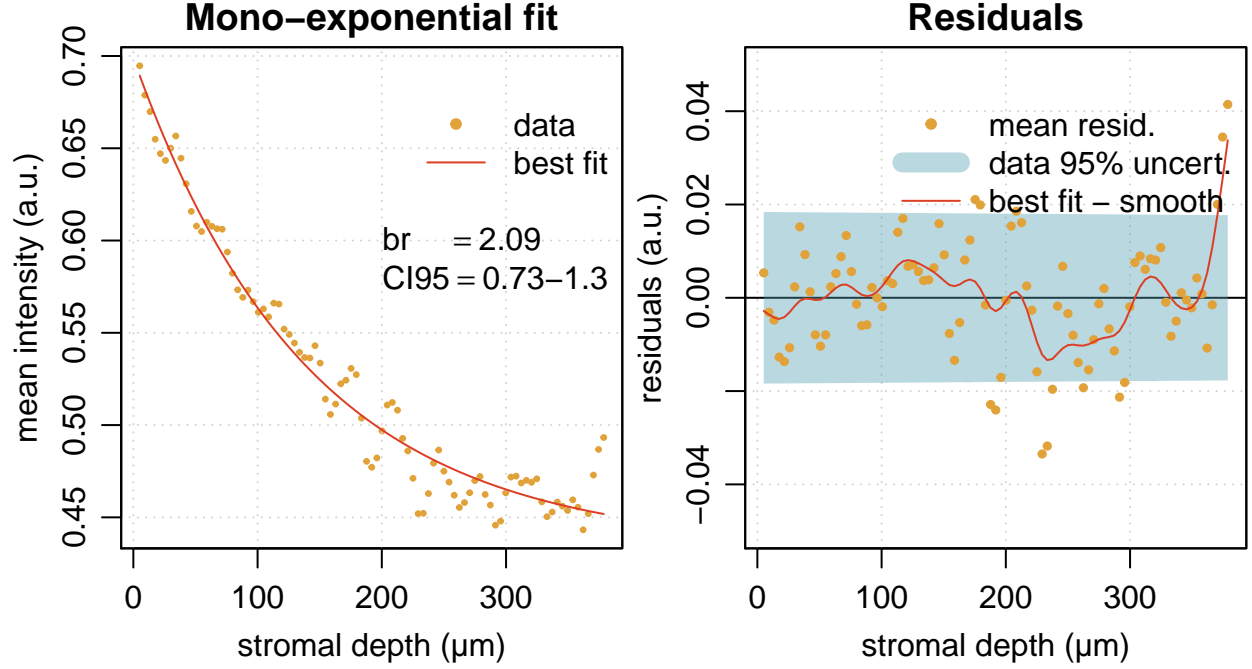 Mono−exponential fit
mean intensity (a.u.)
0.70
0.65
0.60
0.55
0.50
0.45
data
best fit
br = 2.09
CI95 = 0.73−1.3
0 100 200 300
stromal depth (µm)
Residuals
residuals (a.u.)
0.04
0.02
0.00
−0.04
mean resid.
data 95% uncert.
best fit − smooth
0 100 200 300
stromal depth (µm)